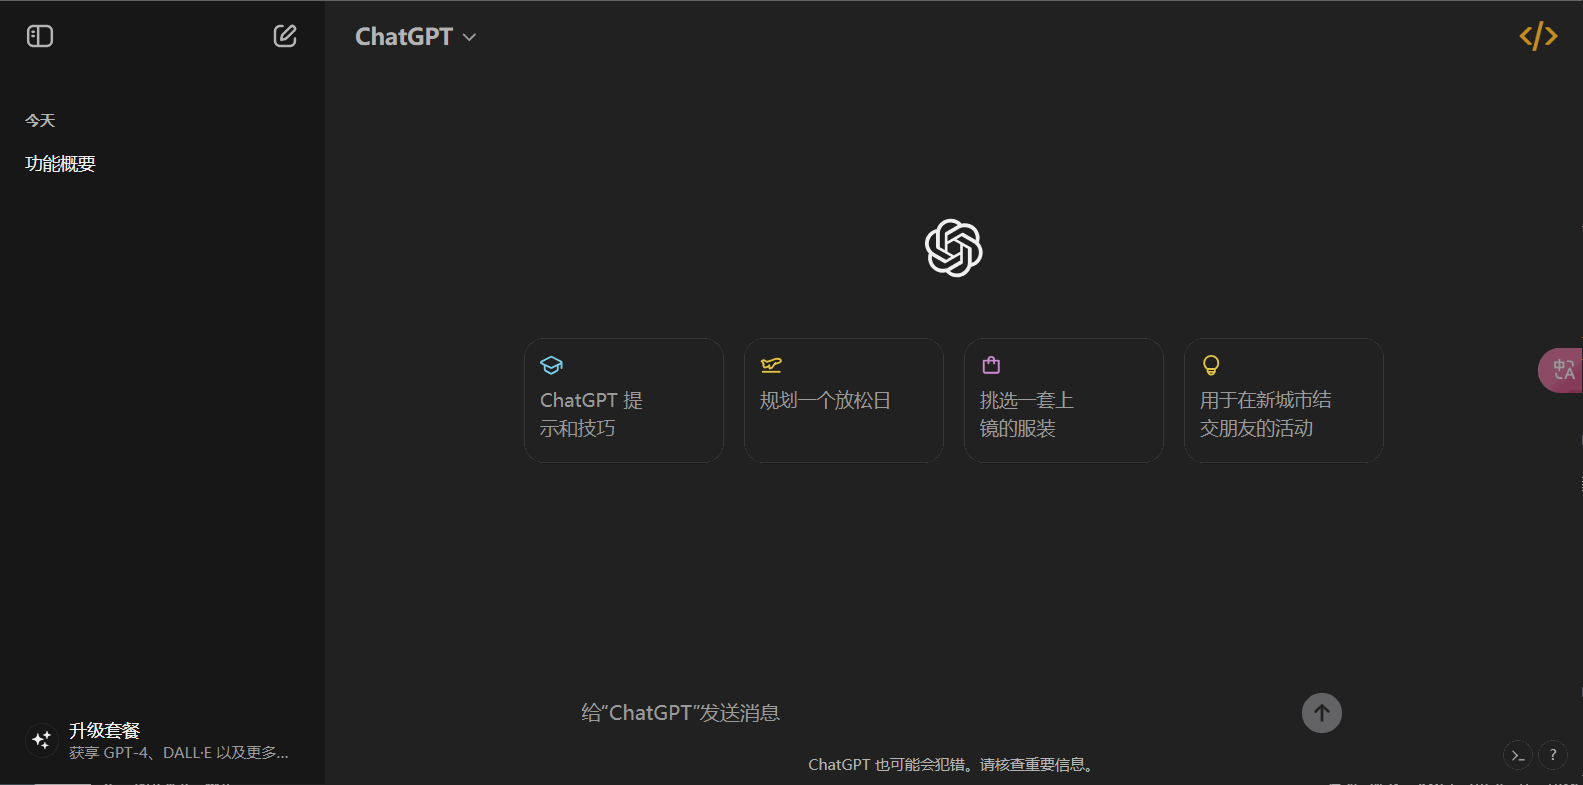 ChatGPT
今天
功能概要
ChatGPT 提
示和技巧
规划一个放松日
挑选一套上
镜的服装
用于在新城市结
交朋友的活动
中
A
给“ChatGPT”发送消息
升级套餐
获享 GPT-4、DALL·E 以及更多...
ChatGPT 也可能会犯错。请核查重要信息。
?